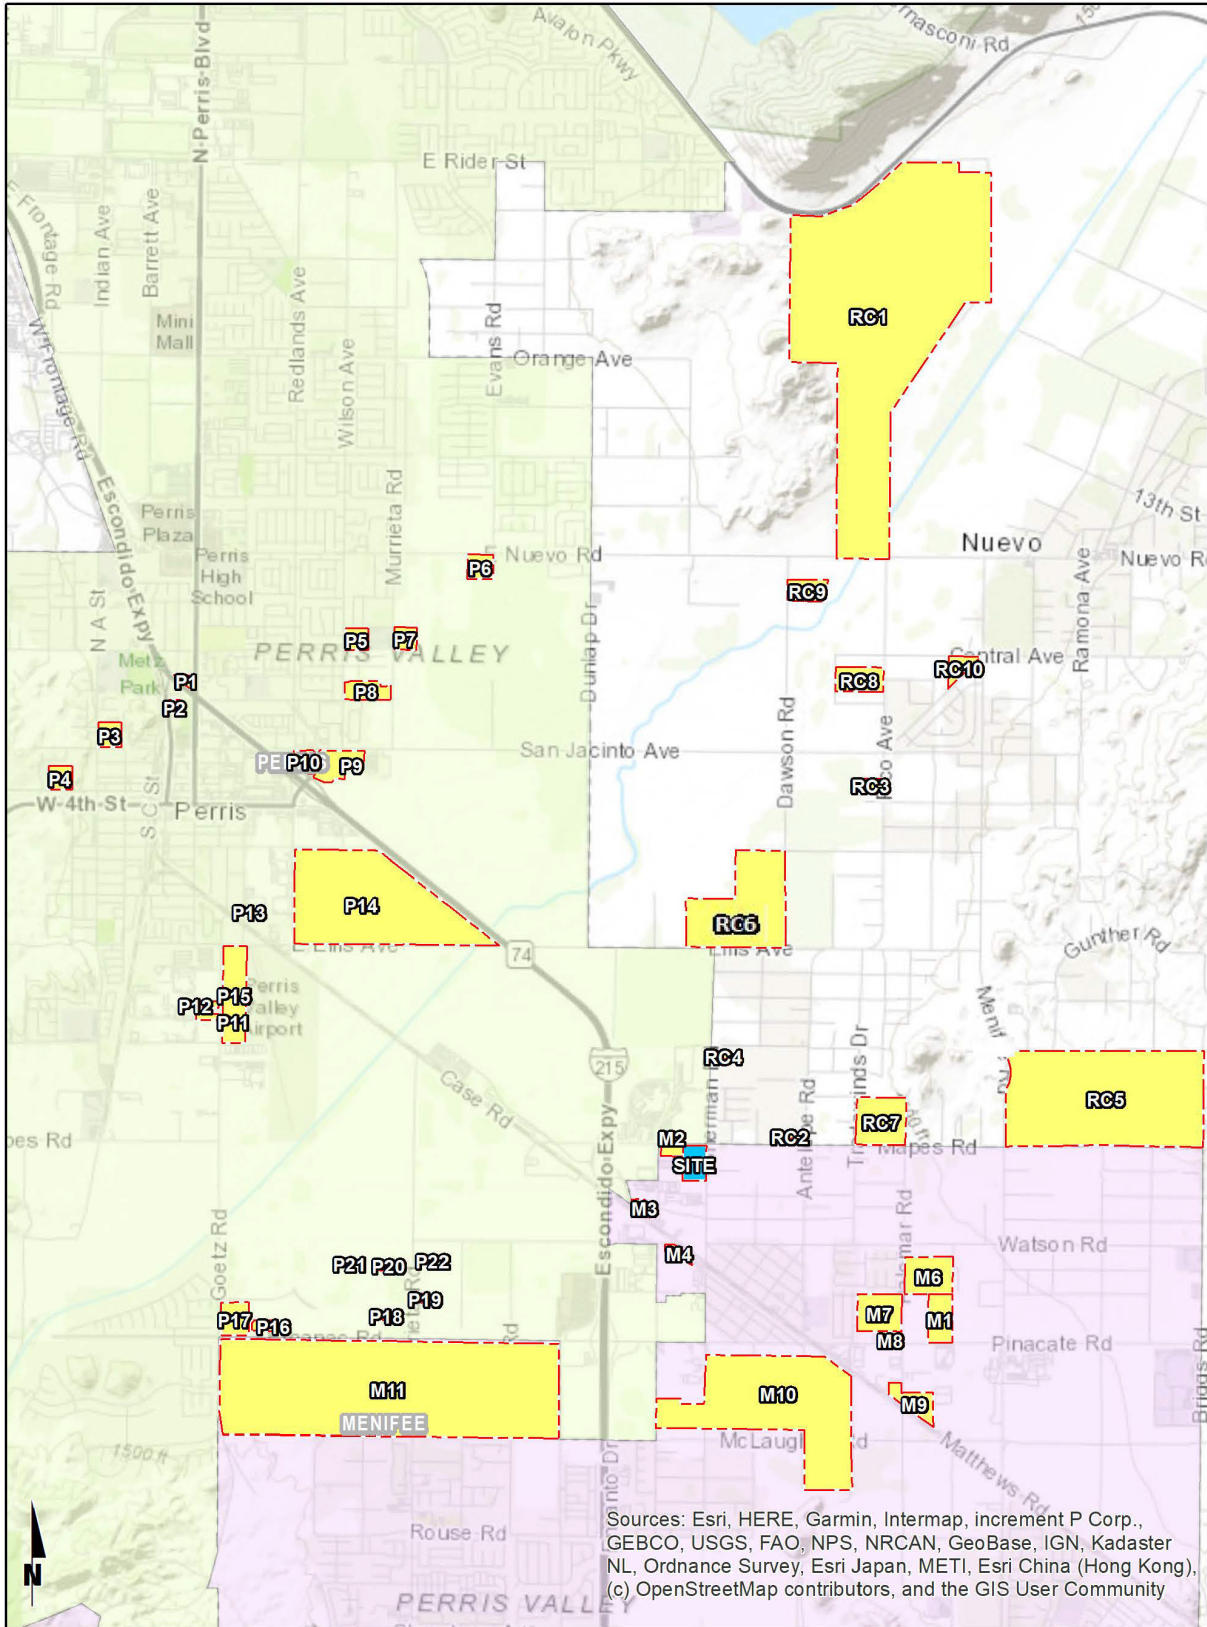 Avalon Pkwy
N Perris Blvd
E Rider St
E Frontage Rd
Indian Ave
Barrett Ave
Mini
Mall
Redlands Ave
Wilson Ave
Evans Rd
Orange Ave
RC1
W Frontage Rd
Escondido Expy
Perris
Plaza
Perris
High
School
Murrieta Rd
Nuevo Rd
P6
Nuevo
13th St
Nuevo
Ramona Ave
RC9
N A St
P5
P7
PERRIS VALLEY
Dunlap Dr
Metz
Park
P1
P2
P8
RC8
RC10
Central Ave
P3
P4
P10
P9
San Jacinto Ave
Dawson Rd
RC3
W 4th St
S C St
Perris
P13
P14
E Ellis Ave
74
RC6
Ellis Ave
Gunther Rd
P12
P15
P11
Perris
Valley
Airport
Case Rd
215
Escondido Expy
RC4
Antelope Rd
RC7
RC5
RC2
Mapes Rd
M2
SITE
M3
M4
Goetz Rd
P21
P20
P22
P19
P18
P17
P16
Watson Rd
M6
M7
M1
M8
Pinacate Rd
Briggs Rd
M11
MENIFEE
M10
M9
Matthews Rd
1500 ft
Rouse Rd
PERRIS VALLEY
N
Sources: Esri, HERE, Garmin, Intermap, increment P Corp.,
GEBCO, USGS, FAO, NPS, NRCAN, GeoBase, IGN, Kadaster
NL, Ordnance Survey, Esri Japan, METI, Esri China (Hong Kong),
(c) OpenStreetMap contributors, and the GIS User Community